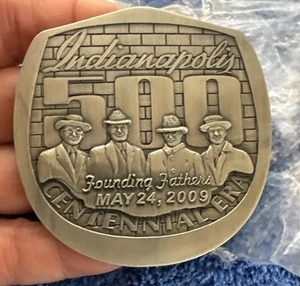 Indianapolis
500
Founding Fathers
MAY 24, 2009
CENTENNIAL ERA